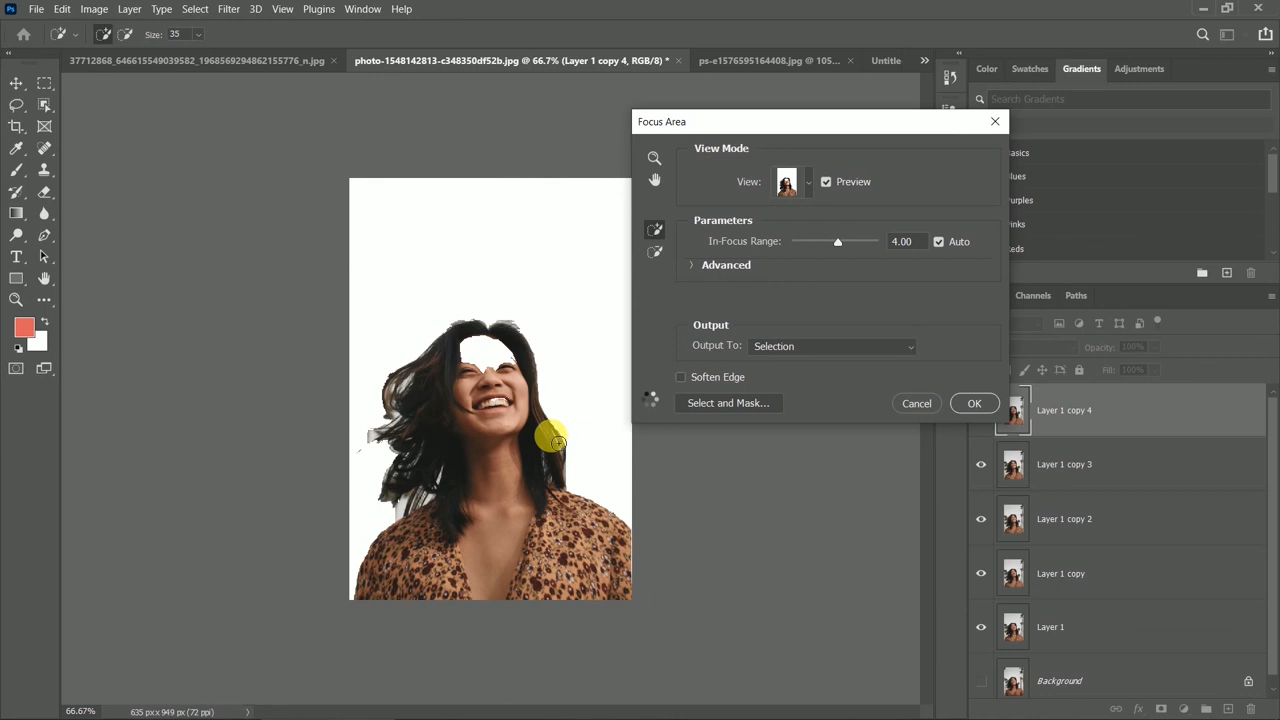 Ps File Edit Image Layer Type Select Filter 3D View Plugins Window Help
Size: 35
37712868_646615549039582_1968569294862155776_n.jpg × photo-1548142813-c348350df52b.jpg @ 66.7% (Layer 1 copy 4, RGB/8) * × ps-e1576595164408.jpg @ 105... × Untitle
Color Swatches Gradients Adjustments
Search Gradients
Focus Area
View Mode
View: Preview
Parameters
In-Focus Range: 4.00 Auto
Advanced
Output
Output To: Selection
Soften Edge
Select and Mask... Cancel OK
asics
lues
urples
inks
eds
Channels Paths
Opacity: 100%
Fill: 100%
Layer 1 copy 4
Layer 1 copy 3
Layer 1 copy 2
Layer 1 copy
Layer 1
Background
66.67% 635 px x 949 px (72 ppi)